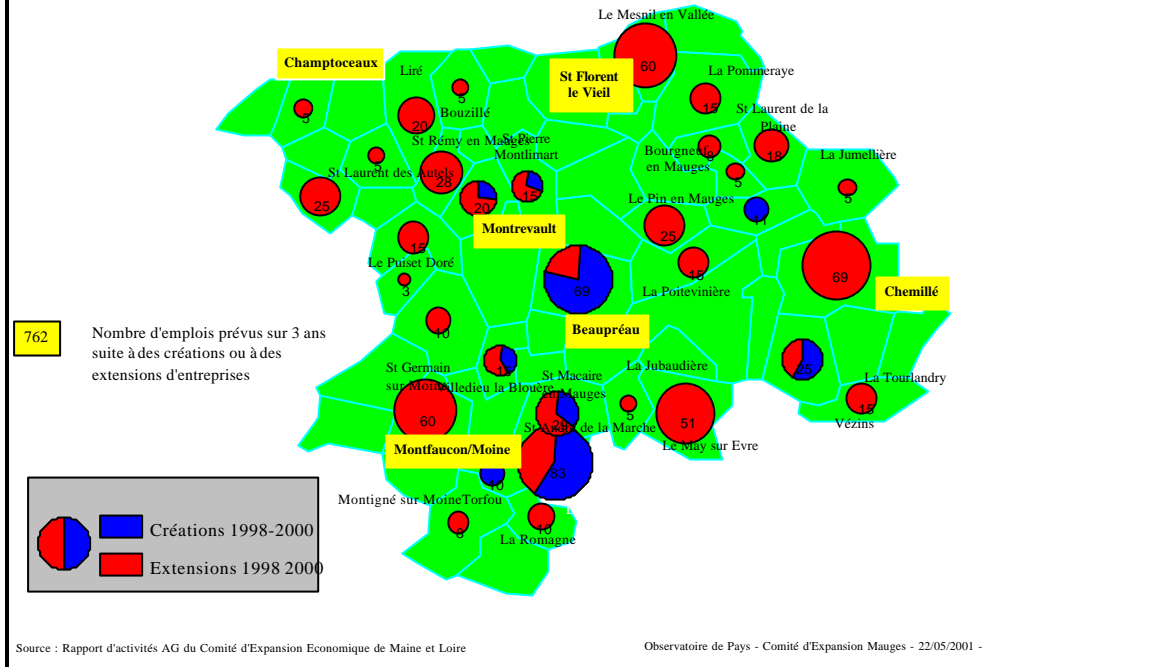 Le Mesnil en Vallée
60
Champtoceaux
Liré
St Florent
le Vieil
La Pommeraye
5
5
20
Bouzillé
15
St Laurent de la
Plaine
St Rémy en Mauges
St Pierre
Montlimart
Bourgneuf
en Mauges
8
18
La Jumellière
5
St Laurent des Autels
28
20
15
5
5
25
Le Pin en Mauges
11
Montrevault
25
15
Le Puiset Doré
3
69
15
La Poitevinière
69
Chemillé
Beaupréau
10
762
Nombre d'emplois prévus sur 3 ans
suite à des créations ou à des
extensions d'entreprises
15
St Germain
sur Moine
Villedieu la Blouère
St Macaire
en Mauges
La Jubaudière
25
La Tourlandry
15
Vézins
60
5
51
St André de la Marche
Le May sur Evre
Montfaucon/Moine
83
10
Montigné sur Moine
Torfou
8
10
La Romagne
Créations 1998-2000
Extensions 1998 2000
Source : Rapport d'activités AG du Comité d'Expansion Economique de Maine et Loire
Observatoire de Pays - Comité d'Expansion Mauges - 22/05/2001 -